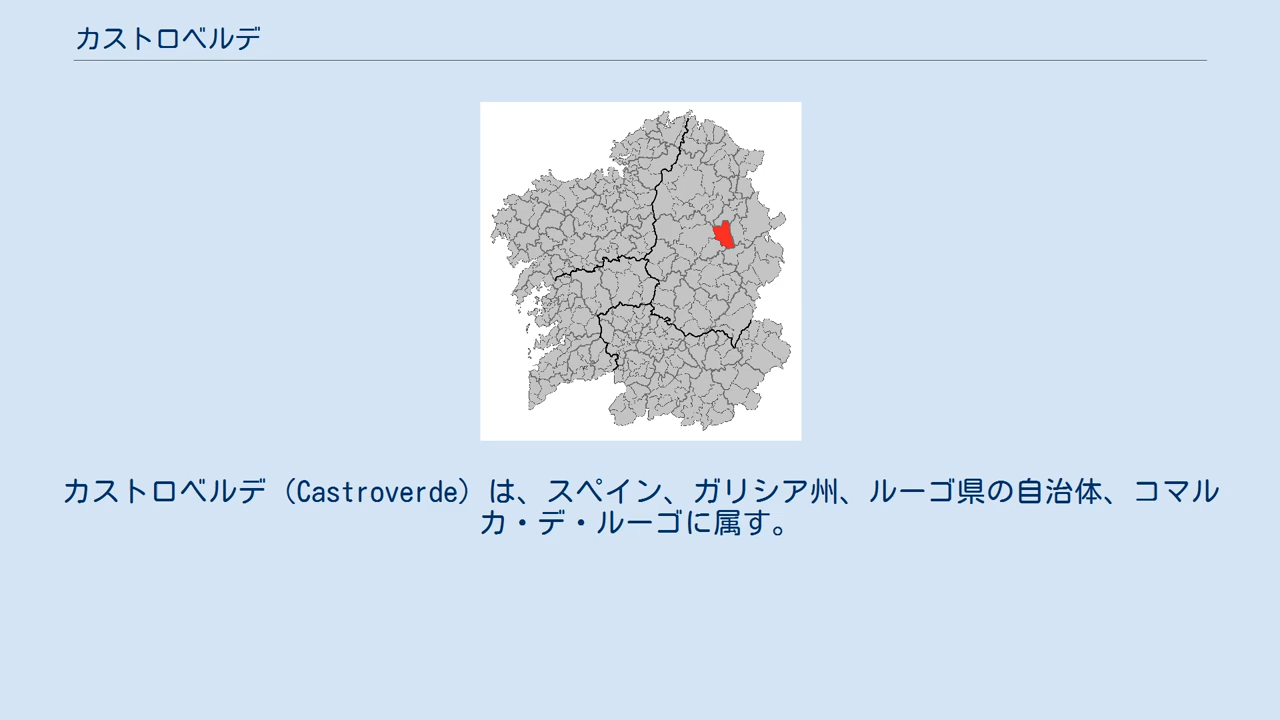 カストロベルデ
カストロベルデ（Castroverde）は、スペイン、ガリシア州、ルーゴ県の自治体、コマル
カ・デ・ルーゴに属す。